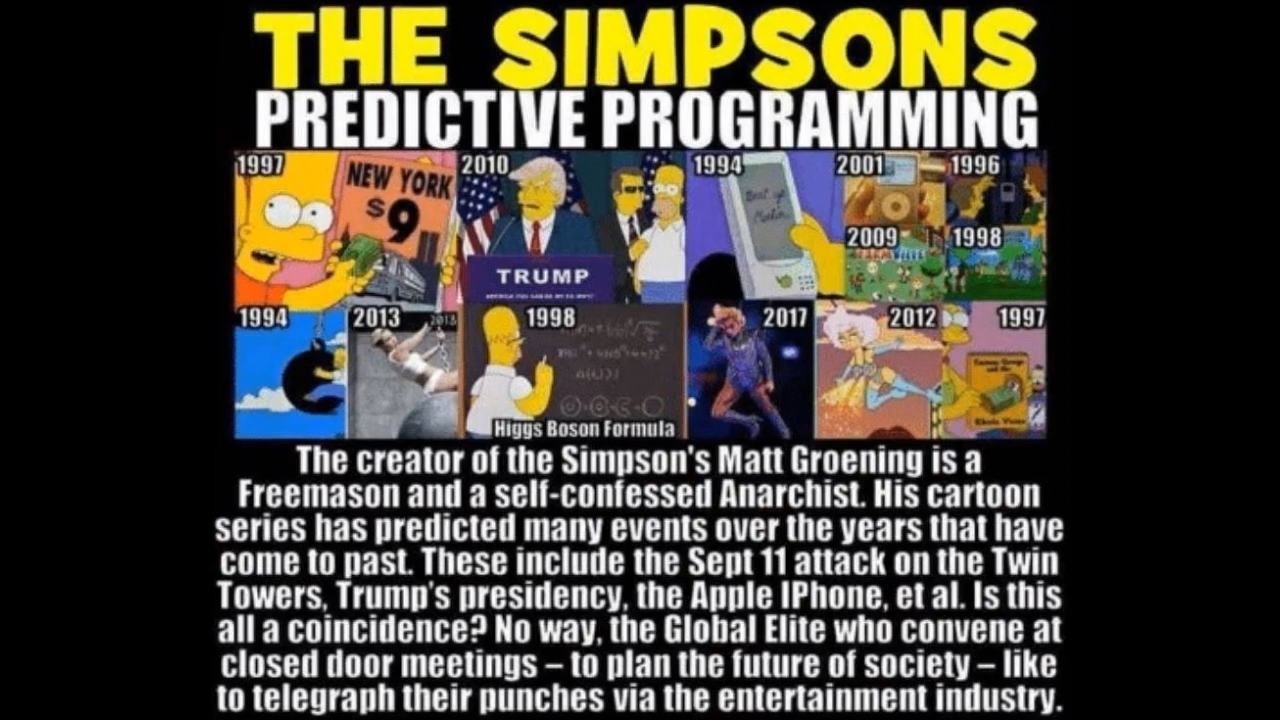 THE SIMPSONS
PREDICTIVE PROGRAMMING
1997
NEW YORK
$9
2010
TRUMP
1994
Beat up
Martin
2001
1996
2009
1998
1994
2013
2013
1998
Higgs Boson Formula
2017
2012
1997
The creator of the Simpson's Matt Groening is a
Freemason and a self-confessed Anarchist. His cartoon
series has predicted many events over the years that have
come to past. These include the Sept 11 attack on the Twin
Towers, Trump's presidency, the Apple IPhone, et al. Is this
all a coincidence? No way, the Global Elite who convene at
closed door meetings – to plan the future of society – like
to telegraph their punches via the entertainment industry.